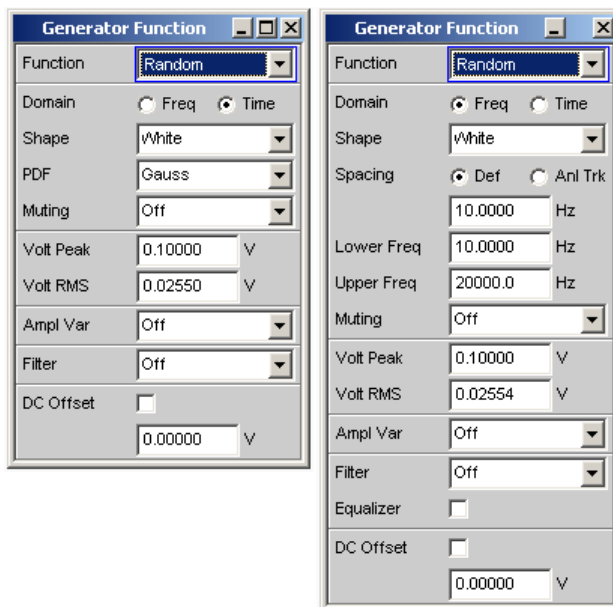 Generator Function
Function Random
Domain Freq Time
Shape White
PDF Gauss
Muting Off
Volt Peak 0.10000 V
Volt RMS 0.02550 V
Ampl Var Off
Filter Off
DC Offset
0.00000 V
Generator Function
Function Random
Domain Freq Time
Shape White
Spacing Def Anl Trk
10.0000 Hz
Lower Freq 10.0000 Hz
Upper Freq 20000.0 Hz
Muting Off
Volt Peak 0.10000 V
Volt RMS 0.02554 V
Ampl Var Off
Filter Off
Equalizer
DC Offset
0.00000 V